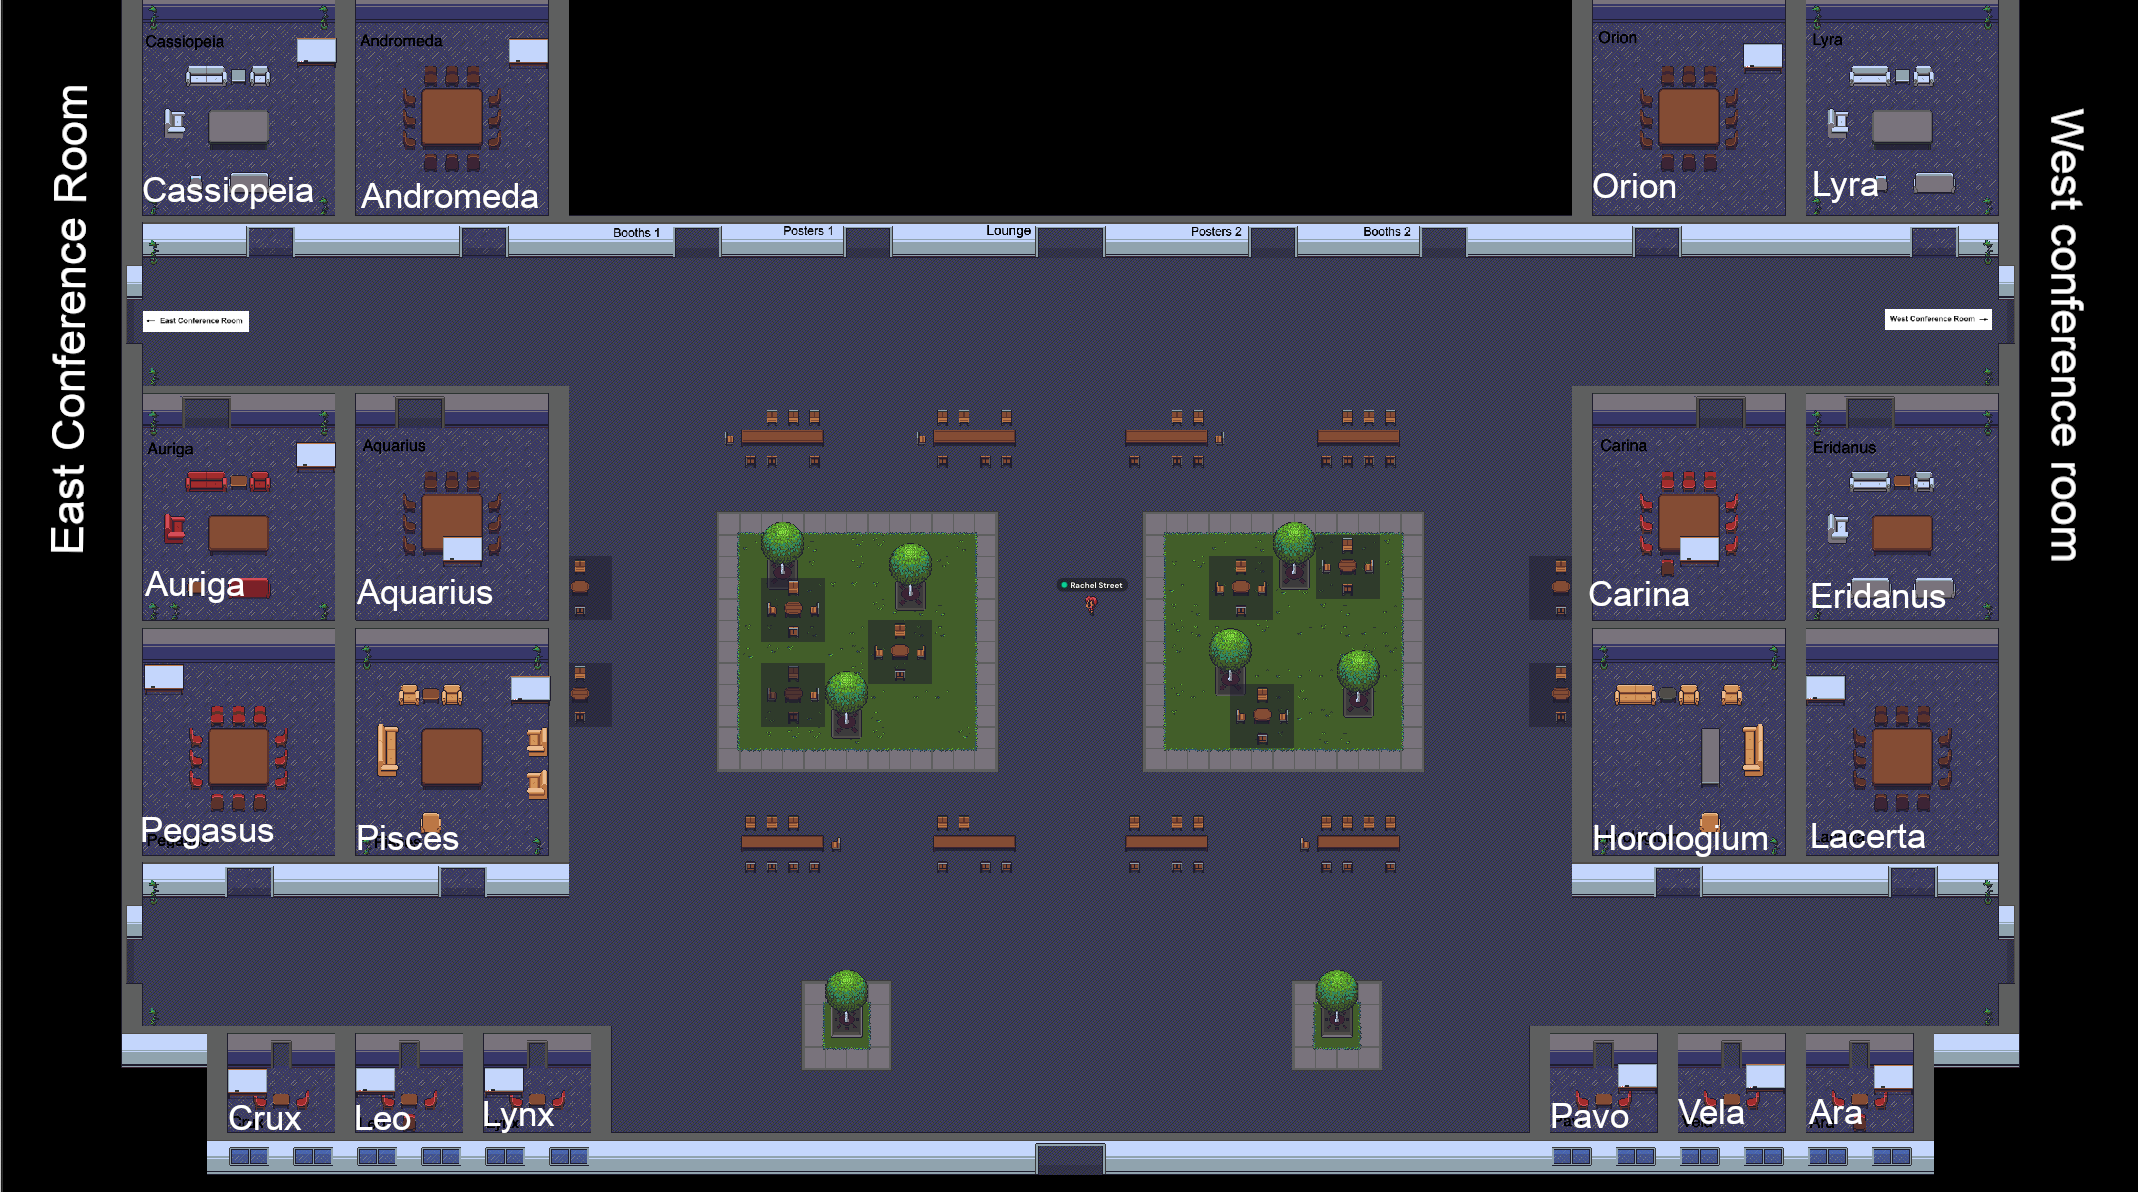 East Conference Room
West conference room
Cassiopeia
Andromeda
Orion
Lyra
Cassiopeia
Andromeda
Orion
Lyra
Booths 1
Posters 1
Lounge
Posters 2
Booths 2
← East Conference Room
West Conference Room →
Auriga
Aquarius
Carina
Eridanus
Auriga
Aquarius
Rachel Street
Carina
Eridanus
Pegasus
Pisces
Horologium
Lacerta
Crux
Leo
Lynx
Pavo
Vela
Ara